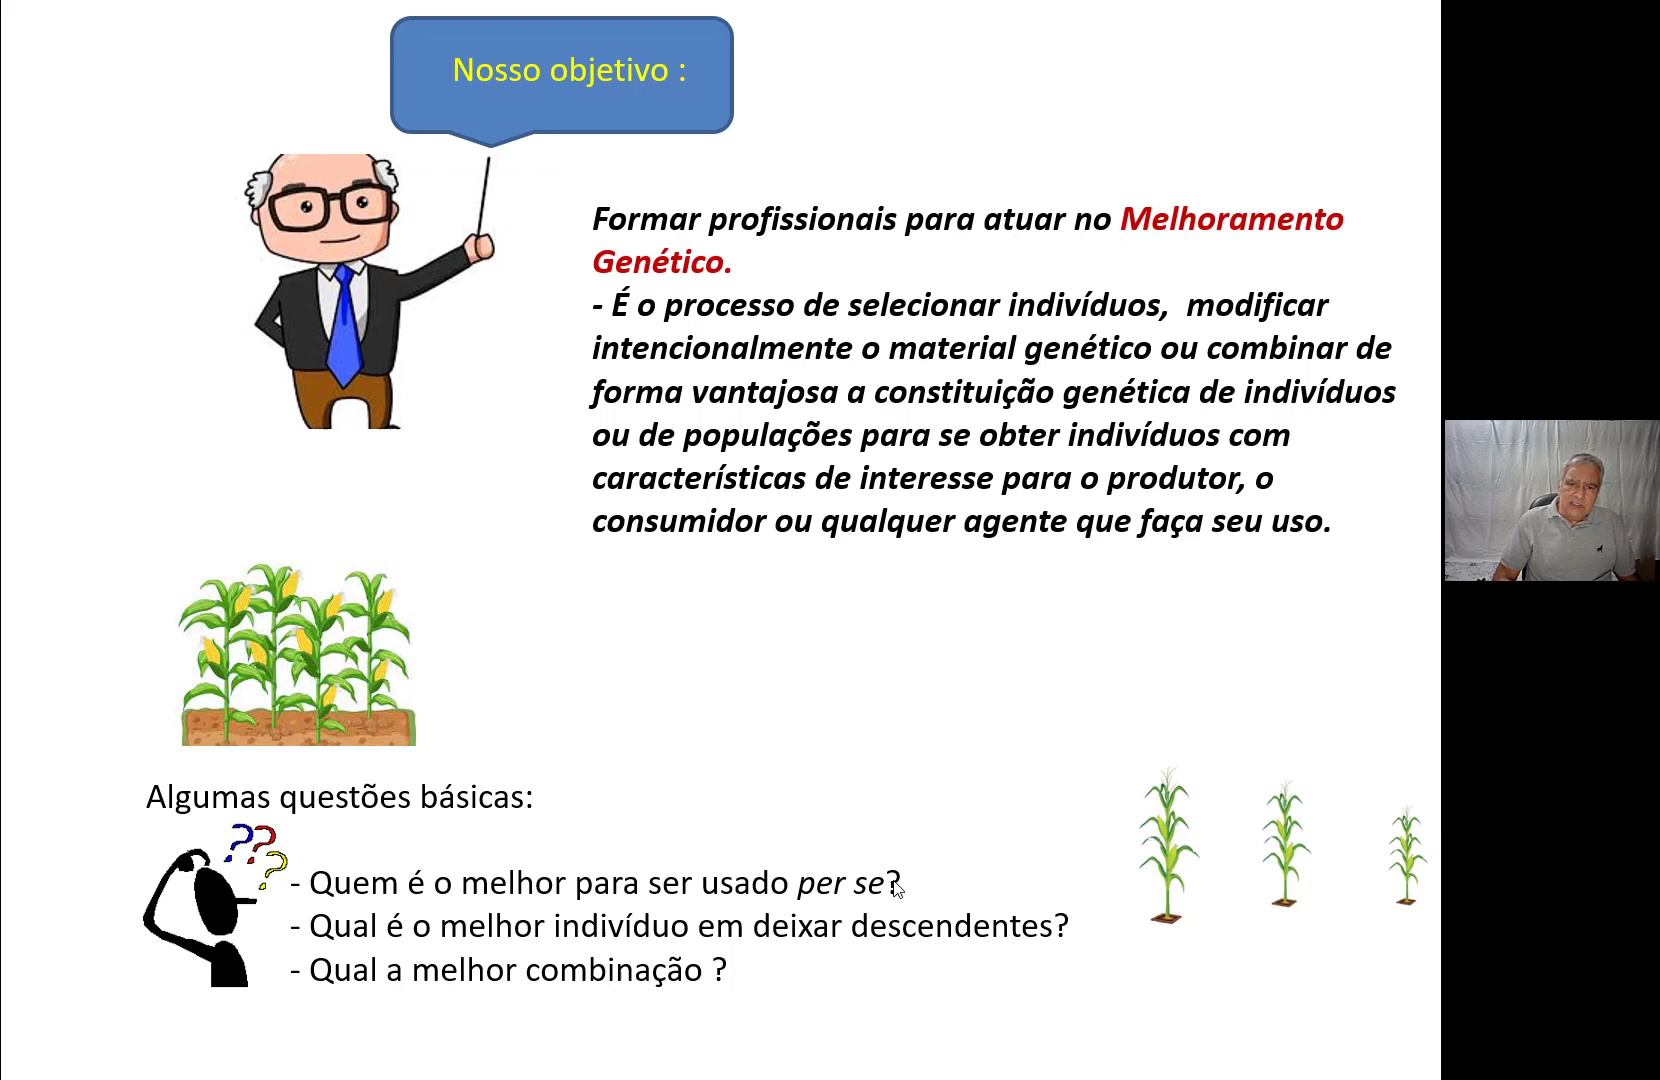 Nosso objetivo :
Formar profissionais para atuar no Melhoramento
Genético.
- É o processo de selecionar indivíduos, modificar
intencionalmente o material genético ou combinar de
forma vantajosa a constituição genética de indivíduos
ou de populações para se obter indivíduos com
características de interesse para o produtor, o
consumidor ou qualquer agente que faça seu uso.
Algumas questões básicas:
???
- Quem é o melhor para ser usado per se?
- Qual é o melhor indivíduo em deixar descendentes?
- Qual a melhor combinação ?